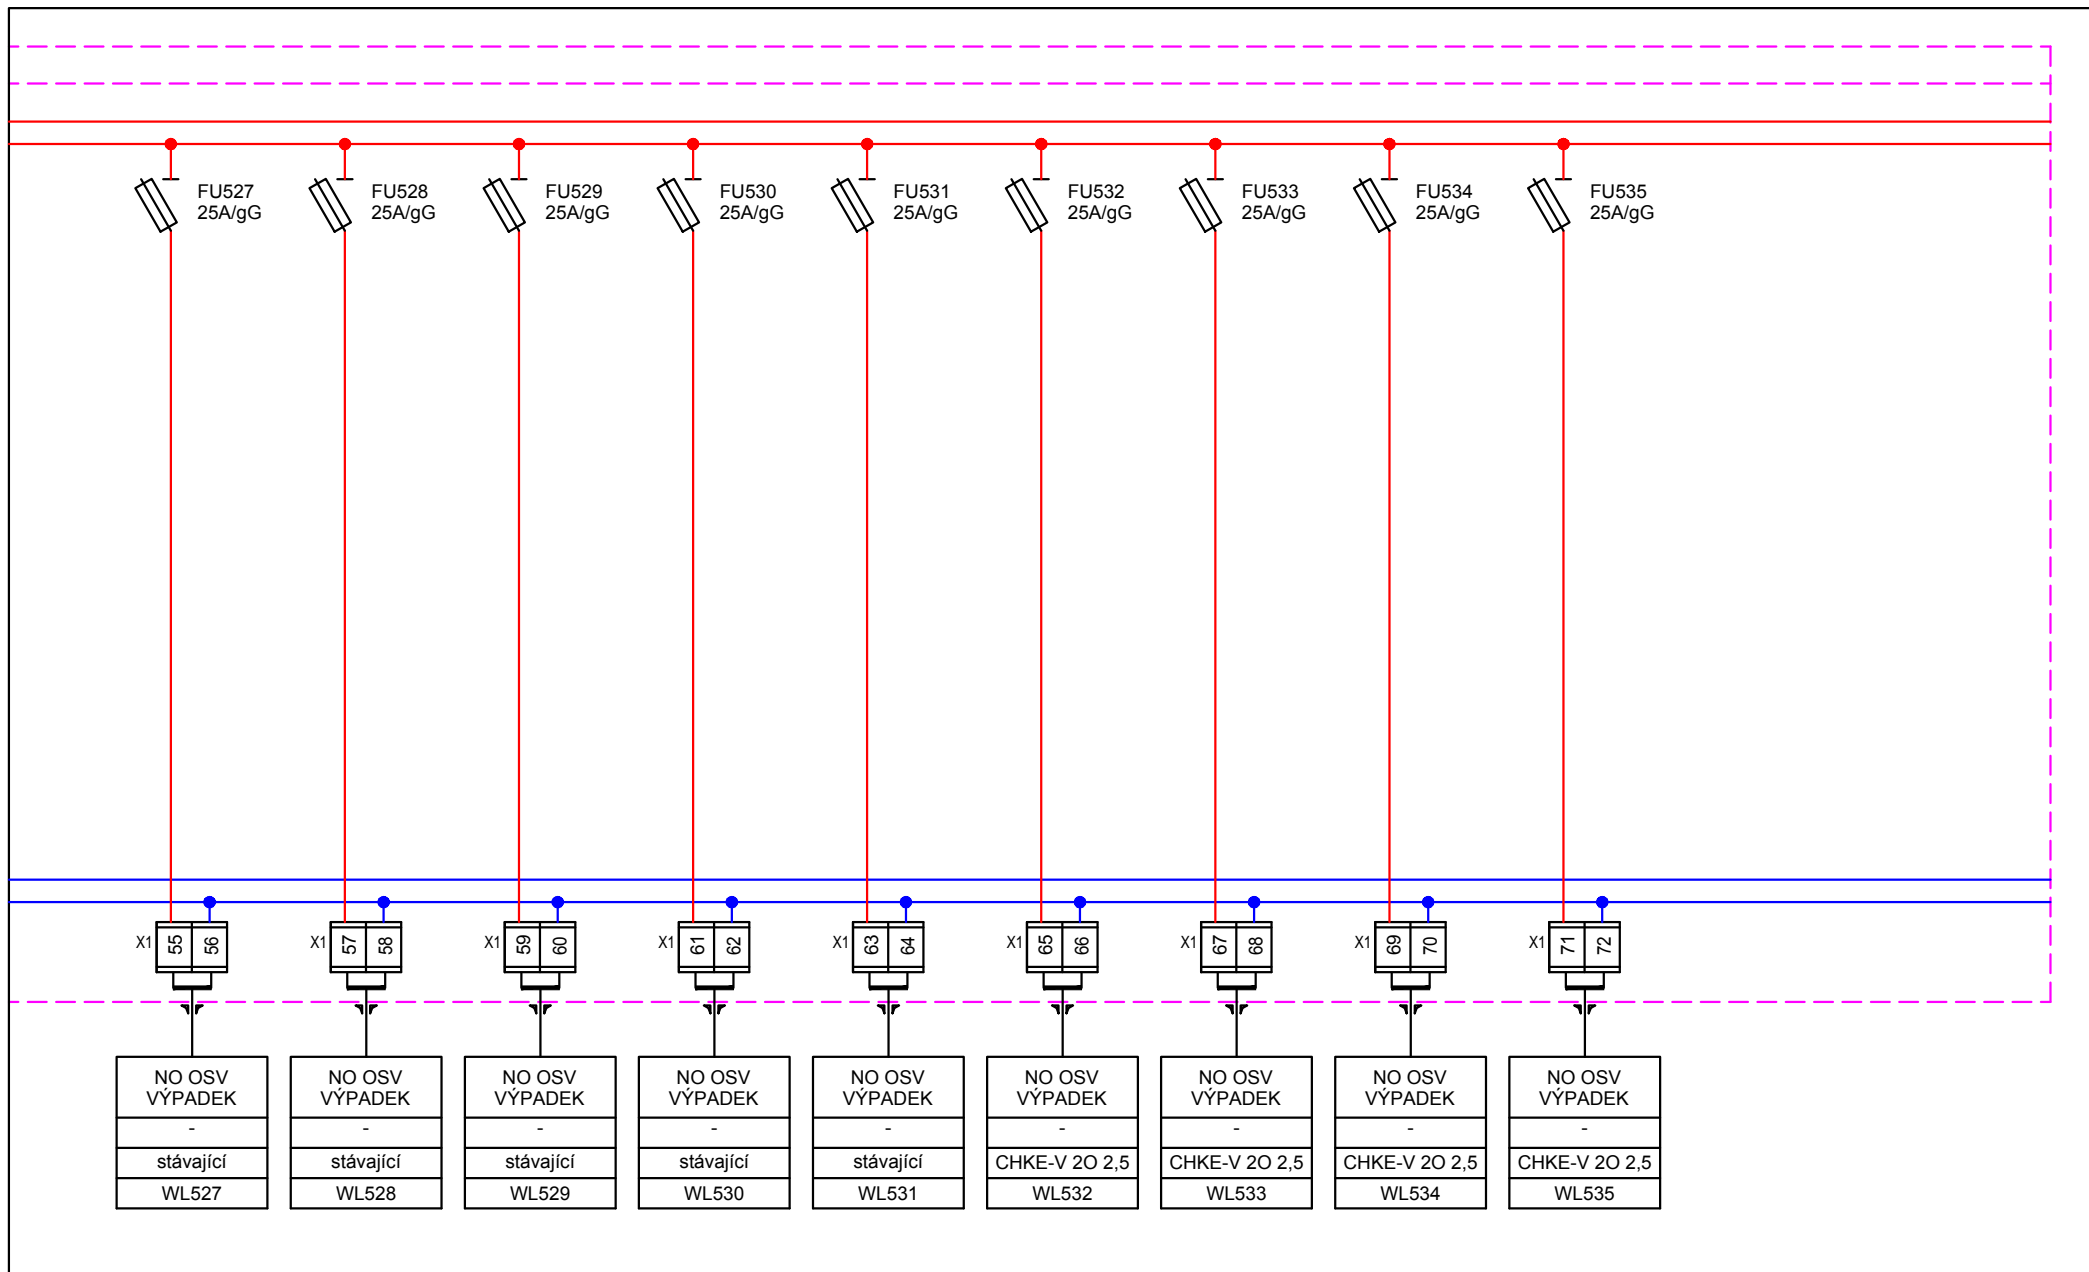 FU527
25A/gG
FU528
25A/gG
FU529
25A/gG
FU530
25A/gG
FU531
25A/gG
FU532
25A/gG
FU533
25A/gG
FU534
25A/gG
FU535
25A/gG
X1 55 56
X1 57 58
X1 59 60
X1 61 62
X1 63 64
X1 65 66
X1 67 68
X1 69 70
X1 71 72
NO OSV
VÝPADEK
-
stávající
WL527
NO OSV
VÝPADEK
-
stávající
WL528
NO OSV
VÝPADEK
-
stávající
WL529
NO OSV
VÝPADEK
-
stávající
WL530
NO OSV
VÝPADEK
-
stávající
WL531
NO OSV
VÝPADEK
-
CHKE-V 2O 2,5
WL532
NO OSV
VÝPADEK
-
CHKE-V 2O 2,5
WL533
NO OSV
VÝPADEK
-
CHKE-V 2O 2,5
WL534
NO OSV
VÝPADEK
-
CHKE-V 2O 2,5
WL535